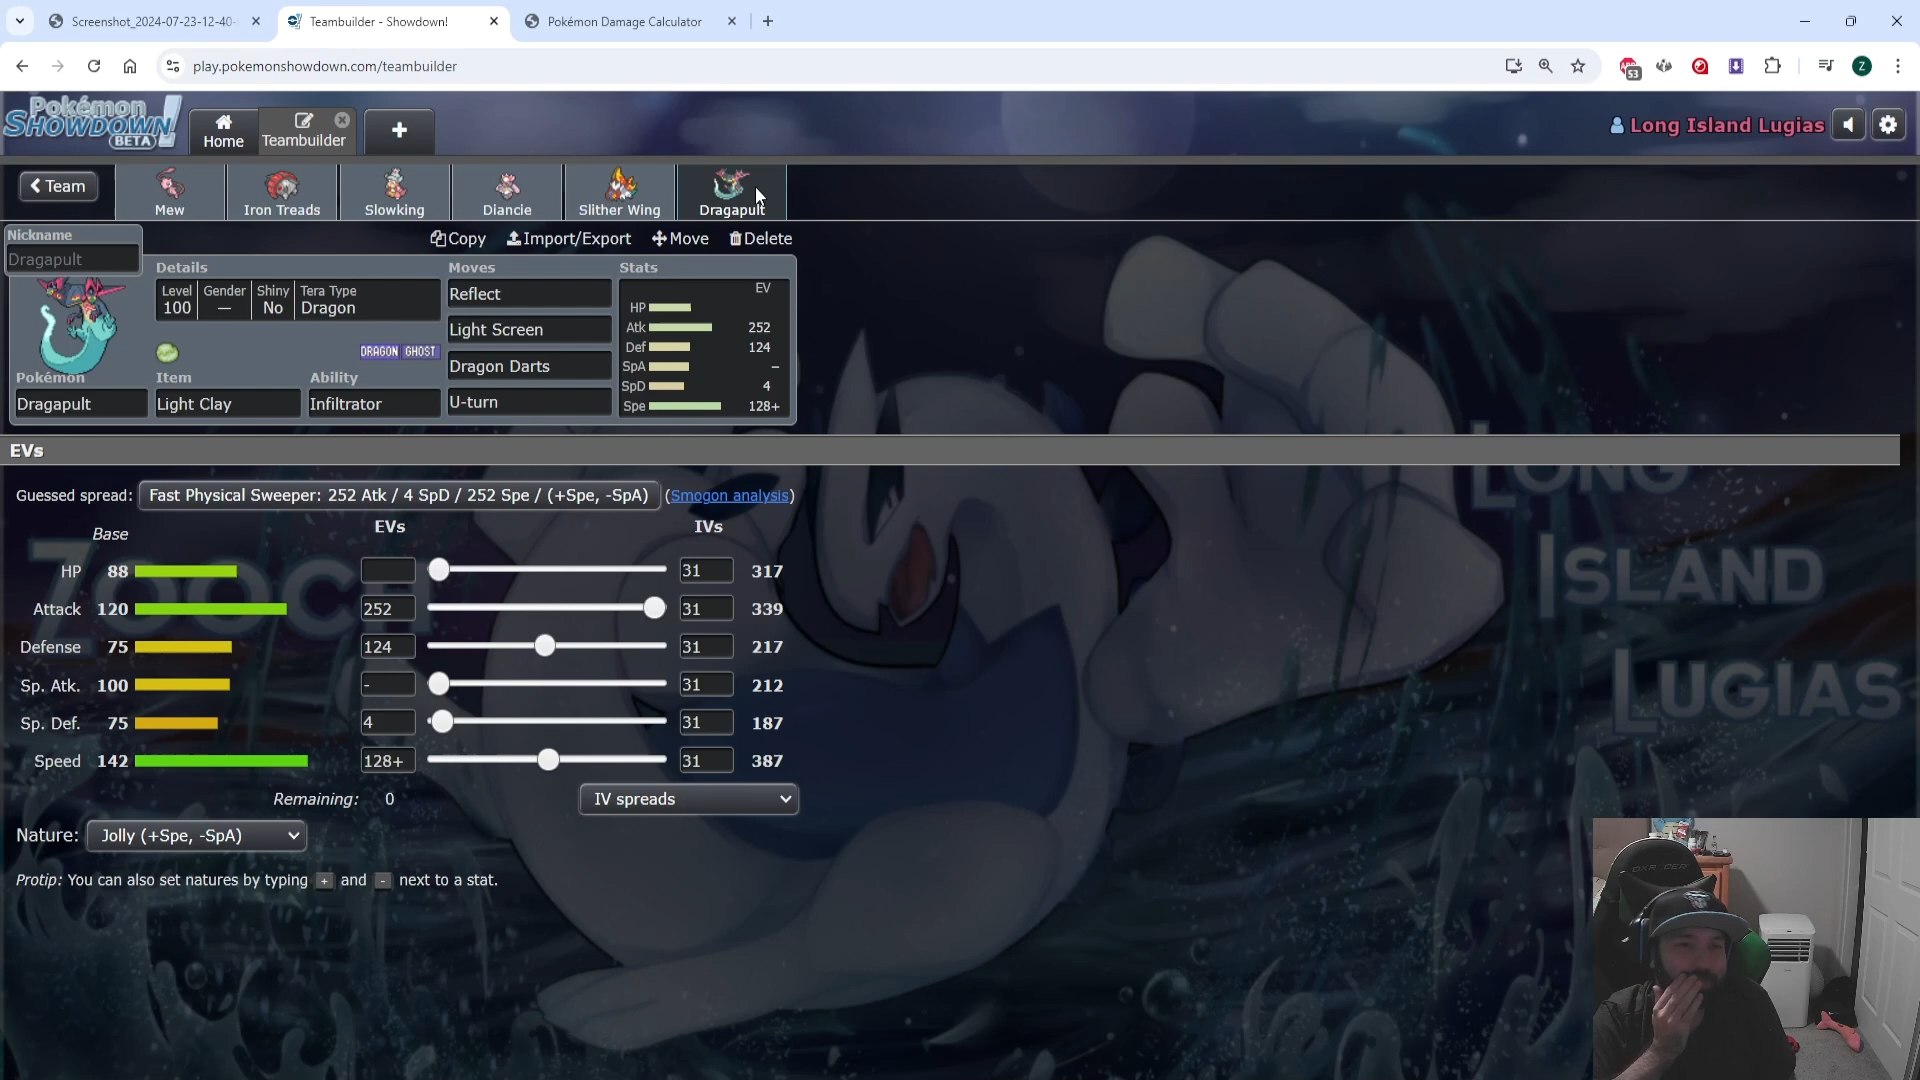 Screenshot_2024-07-23-12-40-
Teambuilder - Showdown!
Pokémon Damage Calculator
play.pokemonshowdown.com/teambuilder
53
Z
Pokémon
SHOWDOWN!
BETA
Home
Teambuilder
Long Island Lugias
Team
Mew
Iron Treads
Slowking
Diancie
Slither Wing
Dragapult
Nickname
Dragapult
Copy
Import/Export
Move
Delete
Details
Moves
Stats
Level
100
Gender
—
Shiny
No
Tera Type
Dragon
DRAGON
GHOST
Pokémon
Dragapult
Item
Light Clay
Ability
Infiltrator
Reflect
Light Screen
Dragon Darts
U-turn
EV
HP
Atk 252
Def 124
SpA –
SpD 4
Spe 128+
EVs
Guessed spread: Fast Physical Sweeper: 252 Atk / 4 SpD / 252 Spe / (+Spe, -SpA) (Smogon analysis)
Base EVs IVs
HP 88 31 317
Attack 120 252 31 339
Defense 75 124 31 217
Sp. Atk. 100 - 31 212
Sp. Def. 75 4 31 187
Speed 142 128+ 31 387
Remaining: 0
IV spreads
Nature: Jolly (+Spe, -SpA)
Protip: You can also set natures by typing + and - next to a stat.
7OOCH
LONG
ISLAND
LUGIAS